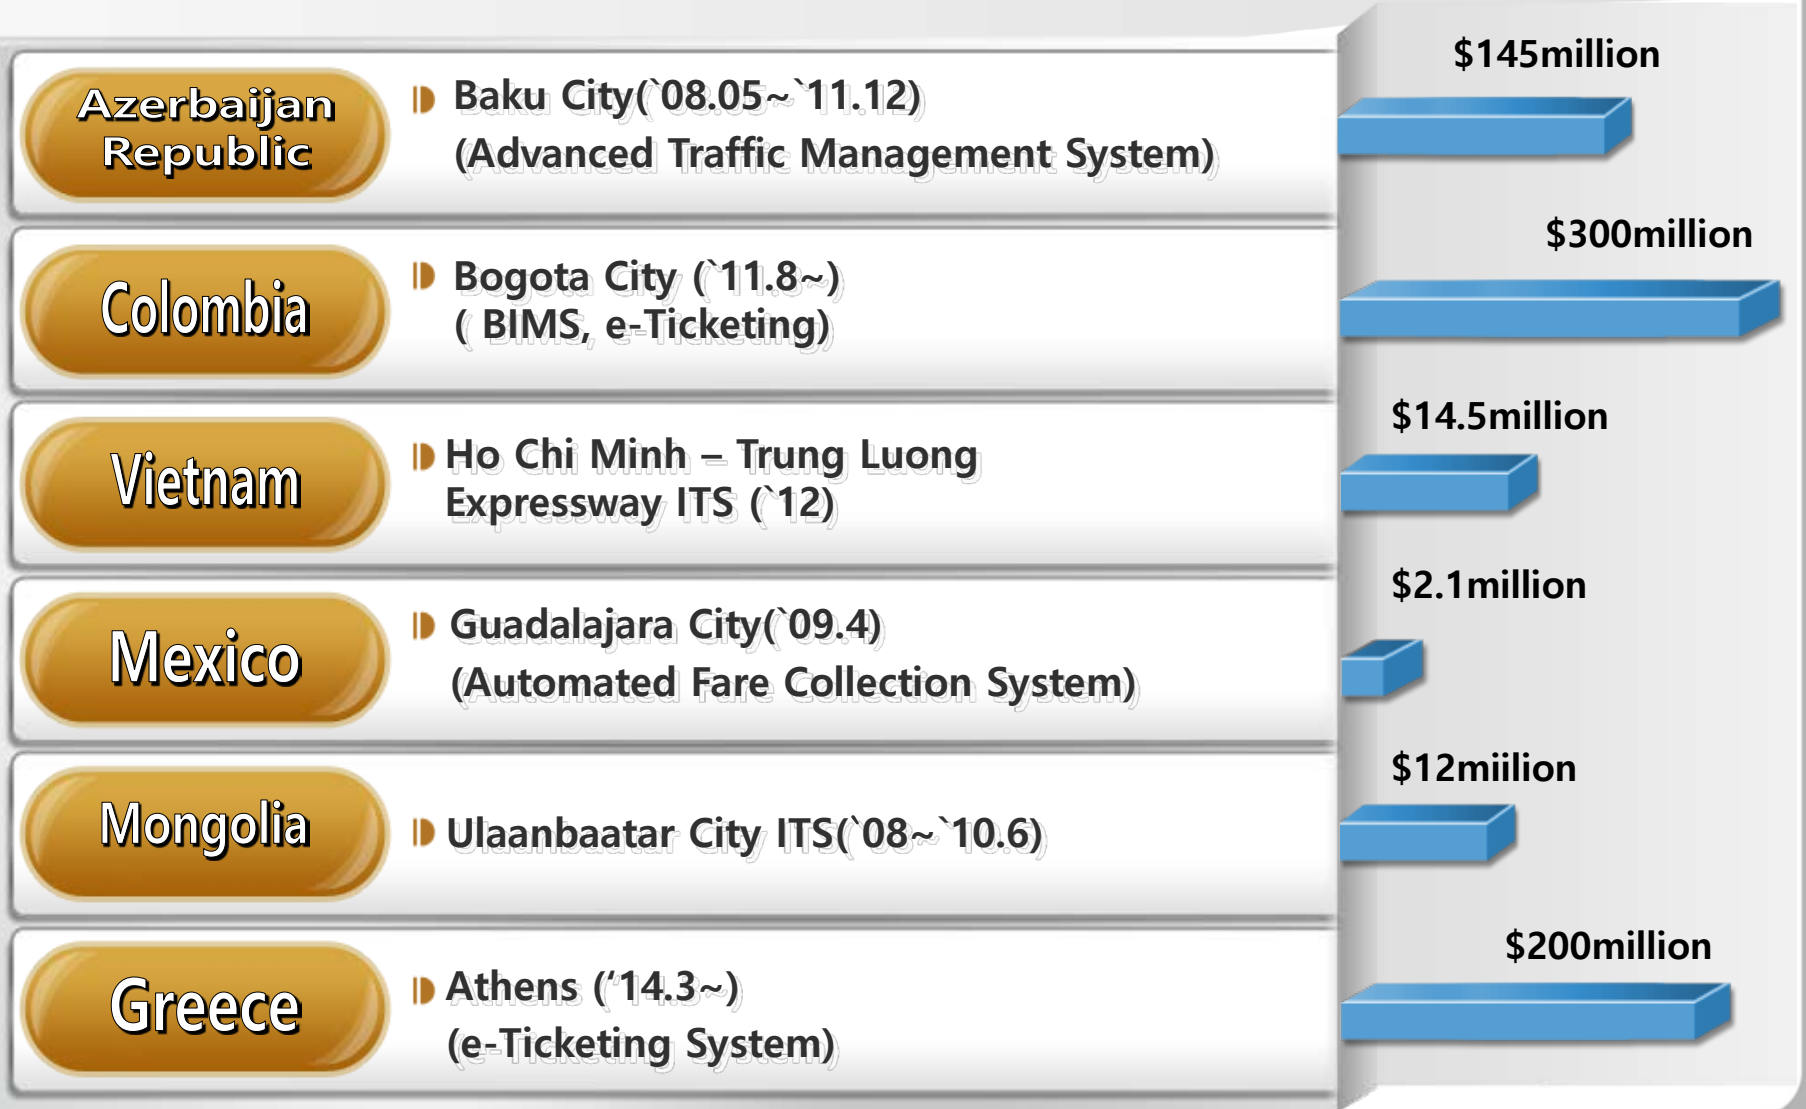 Azerbaijan
Republic
Baku City(`08.05~`11.12)
(Advanced Traffic Management System)
$145million
Colombia
Bogota City (`11.8~)
( BIMS, e-Ticketing)
$300million
Vietnam
Ho Chi Minh – Trung Luong
Expressway ITS (`12)
$14.5million
Mexico
Guadalajara City(`09.4)
(Automated Fare Collection System)
$2.1million
Mongolia
Ulaanbaatar City ITS(`08~`10.6)
$12miilion
Greece
Athens (‘14.3~)
(e-Ticketing System)
$200million